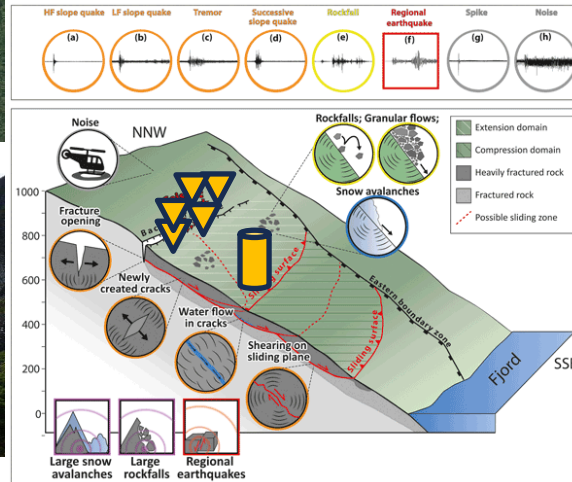 HF slope quake
LF slope quake
Tremor
Successive
slope quake
Rockfall
Regional
earthquake
Spike
Noise
(a)
(b)
(c)
(d)
(e)
(f)
(g)
(h)
NNW
Noise
Rockfalls; Granular flows;
Snow avalanches
Extension domain
Compression domain
Heavily fractured rock
Fractured rock
Possible sliding zone
1000
800
600
400
200
0
Fracture
opening
Newly
created cracks
Water flow
in cracks
Shearing on
sliding plane
Sliding surface
Sliding surface
Eastern boundary zone
Fjord
Large snow
avalanches
Large
rockfalls
Regional
earthquakes